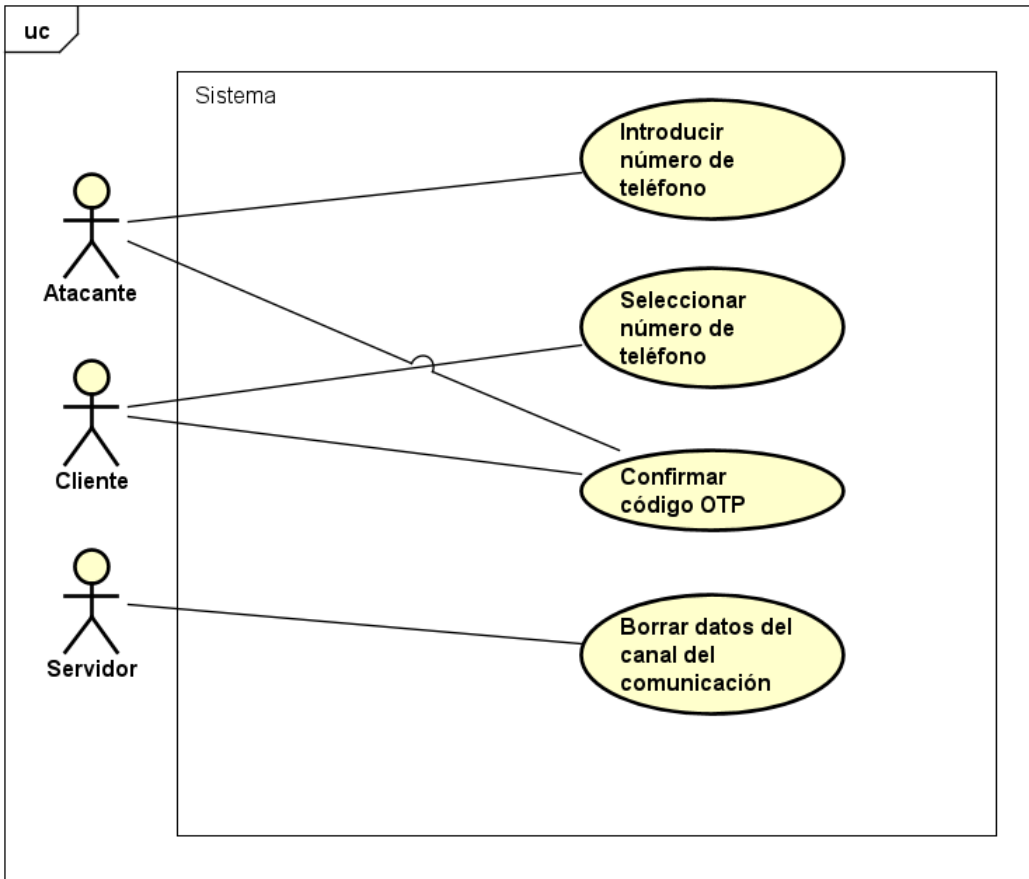 uc
Sistema
Introducir
número de
teléfono
Atacante
Seleccionar
número de
teléfono
Cliente
Confirmar
código OTP
Servidor
Borrar datos del
canal del
comunicación